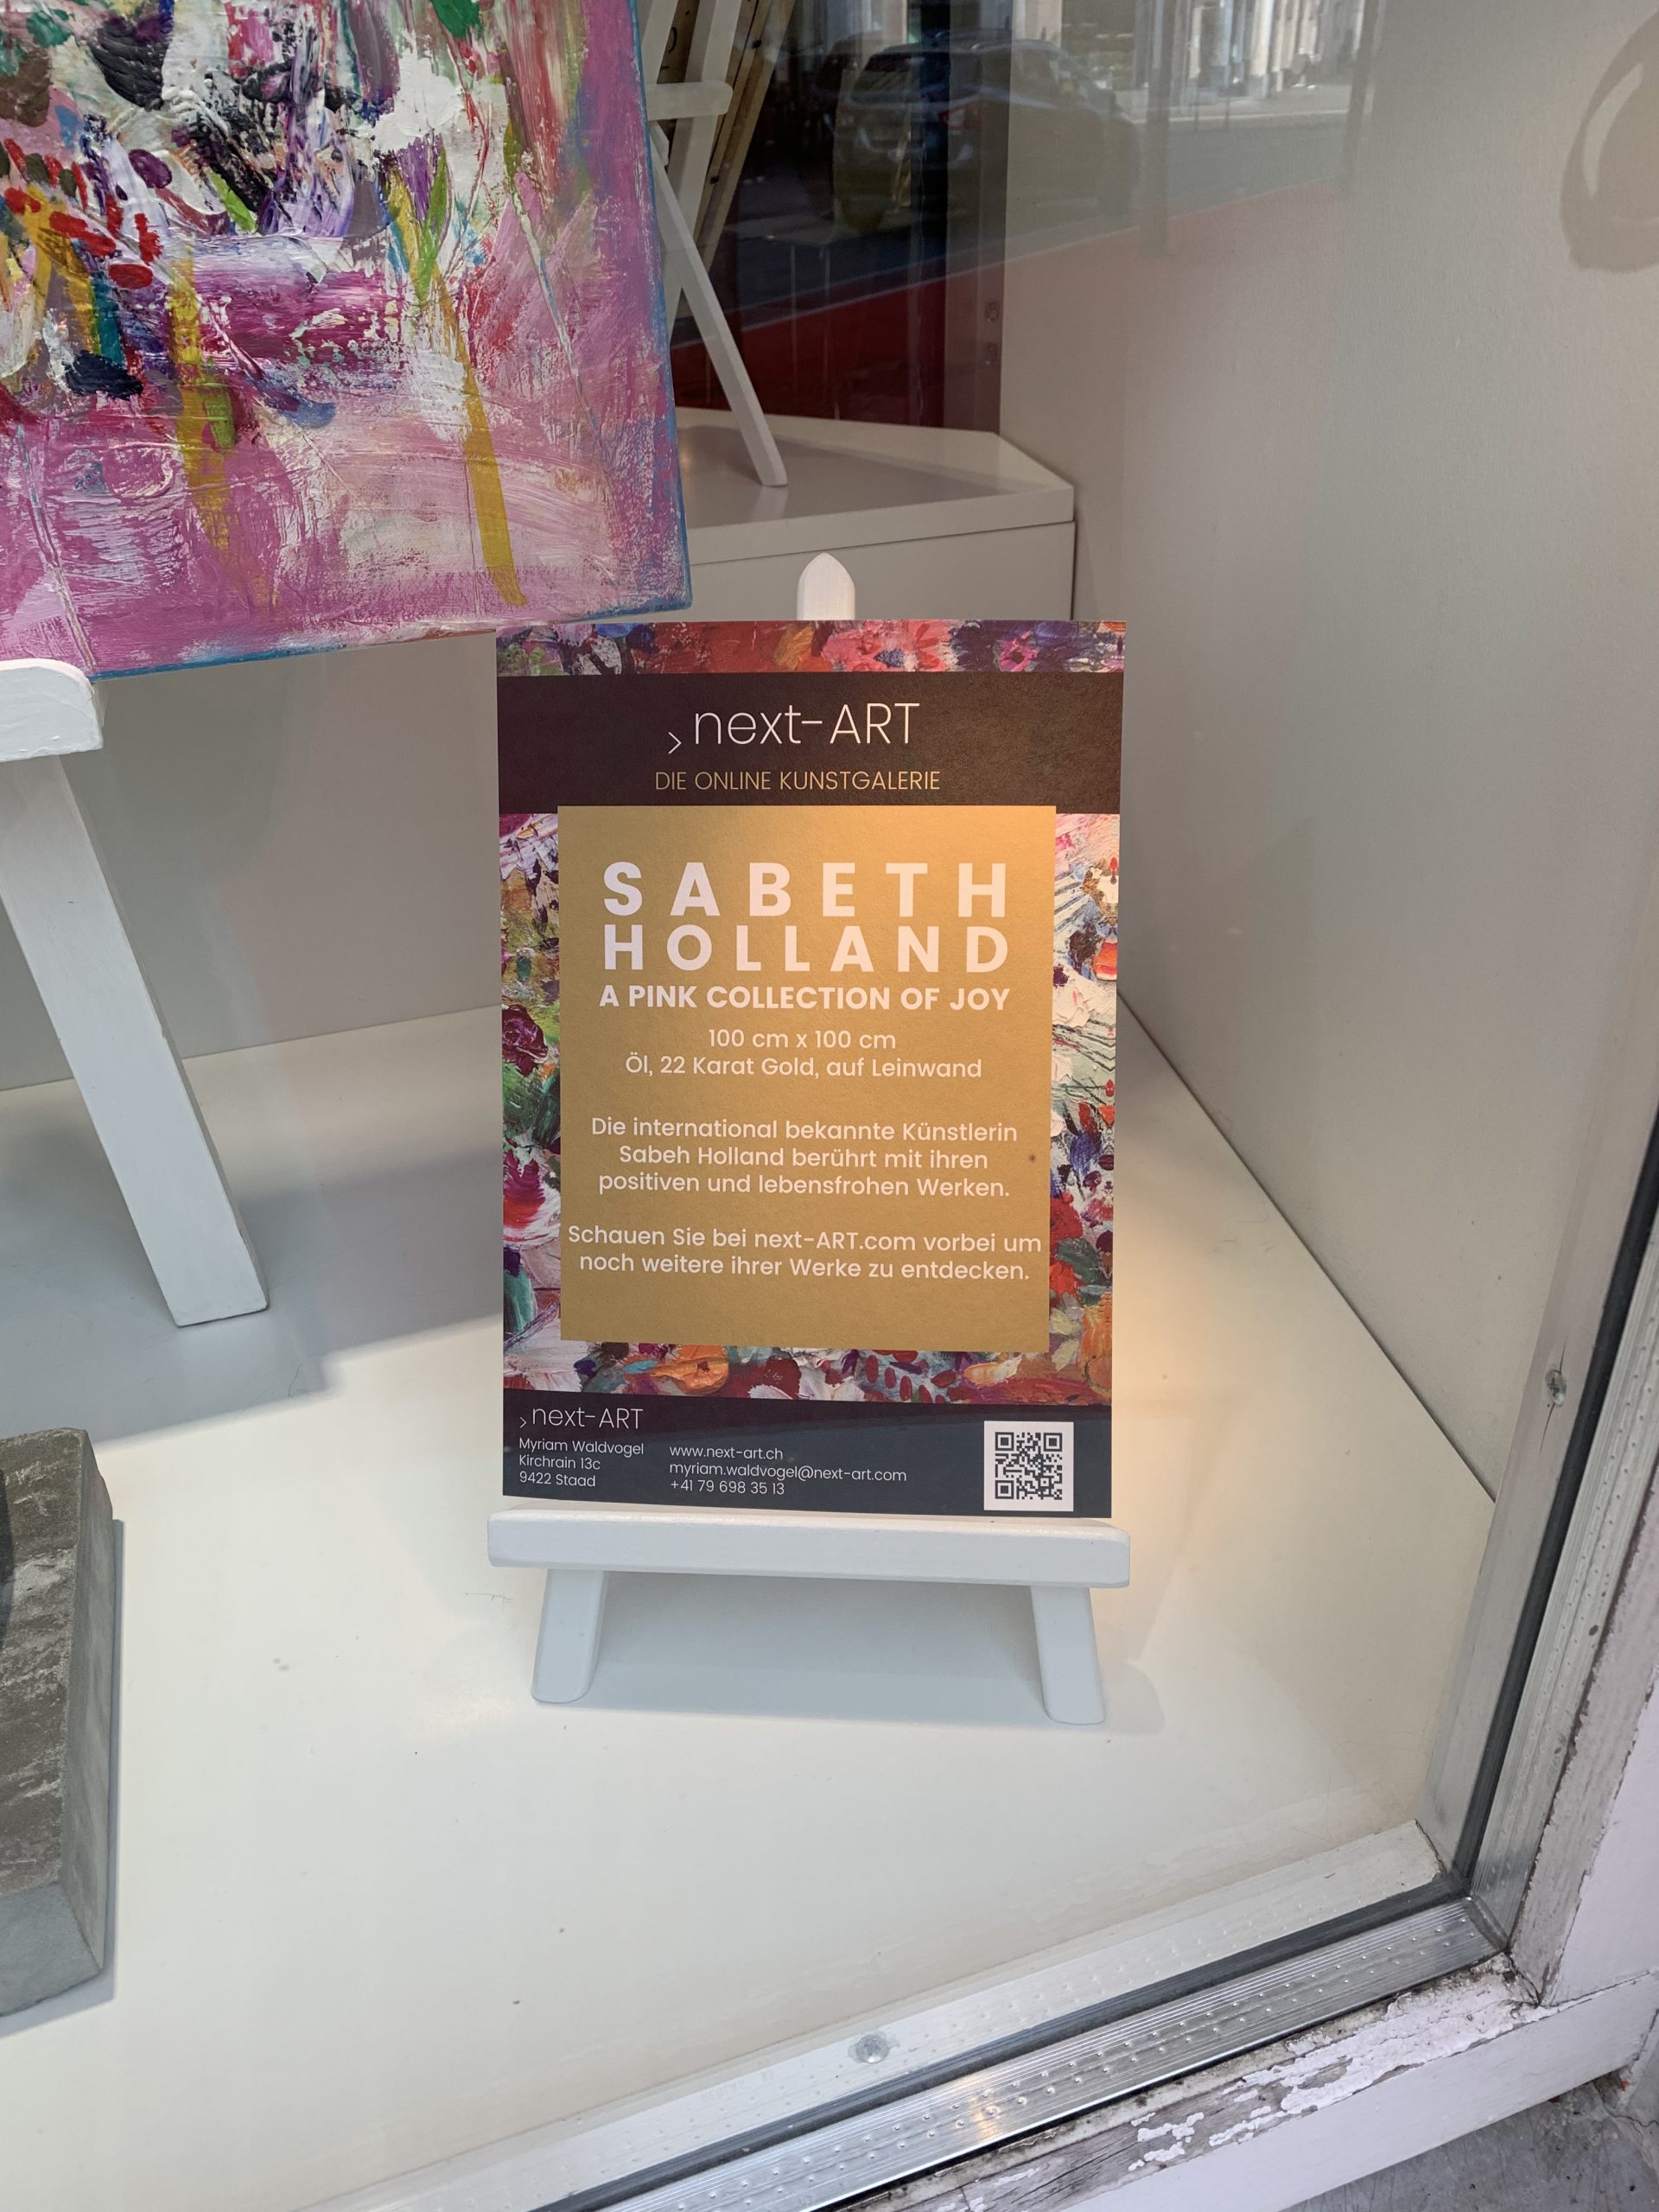 next-ART
DIE ONLINE KUNSTGALERIE
SABETH
HOLLAND
A PINK COLLECTION OF JOY
100 cm x 100 cm
Öl, 22 Karat Gold, auf Leinwand
Die international bekannte Künstlerin
Sabeh Holland berührt mit ihren
positiven und lebensfrohen Werken.
Schauen Sie bei next-ART.com vorbei um
noch weitere ihrer Werke zu entdecken.
next-ART
Myriam Waldvogel
Kirchrain 13c
9422 Staad
www.next-art.ch
myriam.waldvogel@next-art.com
+41 79 698 35 13